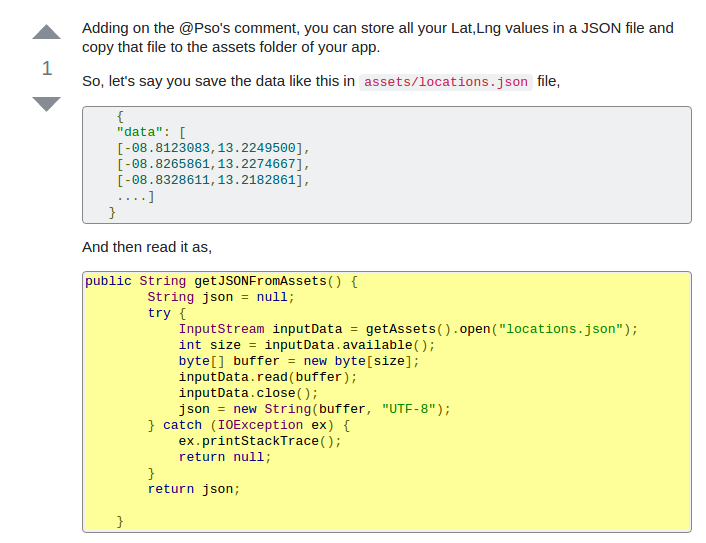 Adding on the @Pso's comment, you can store all your Lat,Lng values in a JSON file and
copy that file to the assets folder of your app.
1
So, let's say you save the data like this in assets/locations.json file,
{
"data": [
[-08.8123083,13.2249500],
[-08.8265861,13.2274667],
[-08.8328611,13.2182861],
....]
}
And then read it as,
public String getJSONFromAssets() {
String json = null;
try {
InputStream inputData = getAssets().open("locations.json");
int size = inputData.available();
byte[] buffer = new byte[size];
inputData.read(buffer);
inputData.close();
json = new String(buffer, "UTF-8");
} catch (IOException ex) {
ex.printStackTrace();
return null;
}
return json;
}